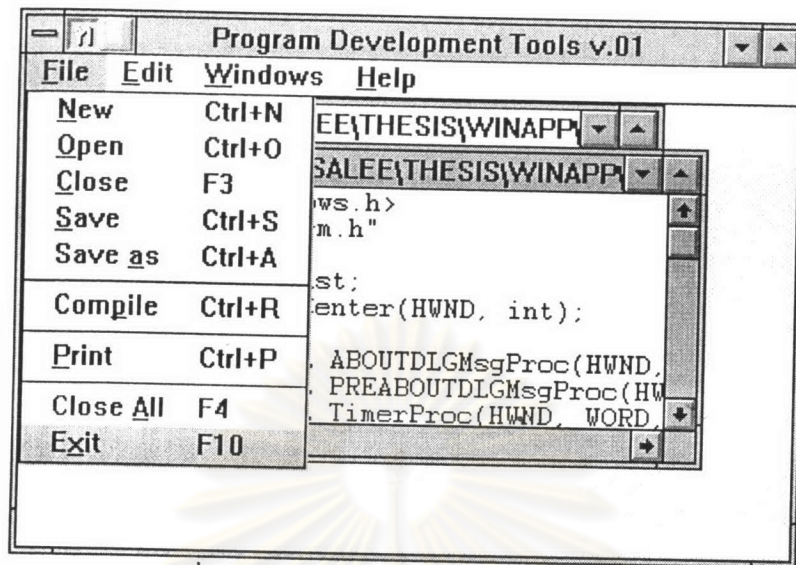 Program Development Tools v.01
File Edit Windows Help
New Ctrl+N
Open Ctrl+O
Close F3
Save Ctrl+S
Save as Ctrl+A
Compile Ctrl+R
Print Ctrl+P
Close All F4
Exit F10
EE\THESIS\WINAPP\
SALEE\THESIS\WINAPP\
ws.h>
m.h"
st;
enter(HWND, int);
. ABOUTDLGMsgProc(HWND,
. PREABOUTDLGMsgProc(HW
. TimerProc(HWND, WORD,